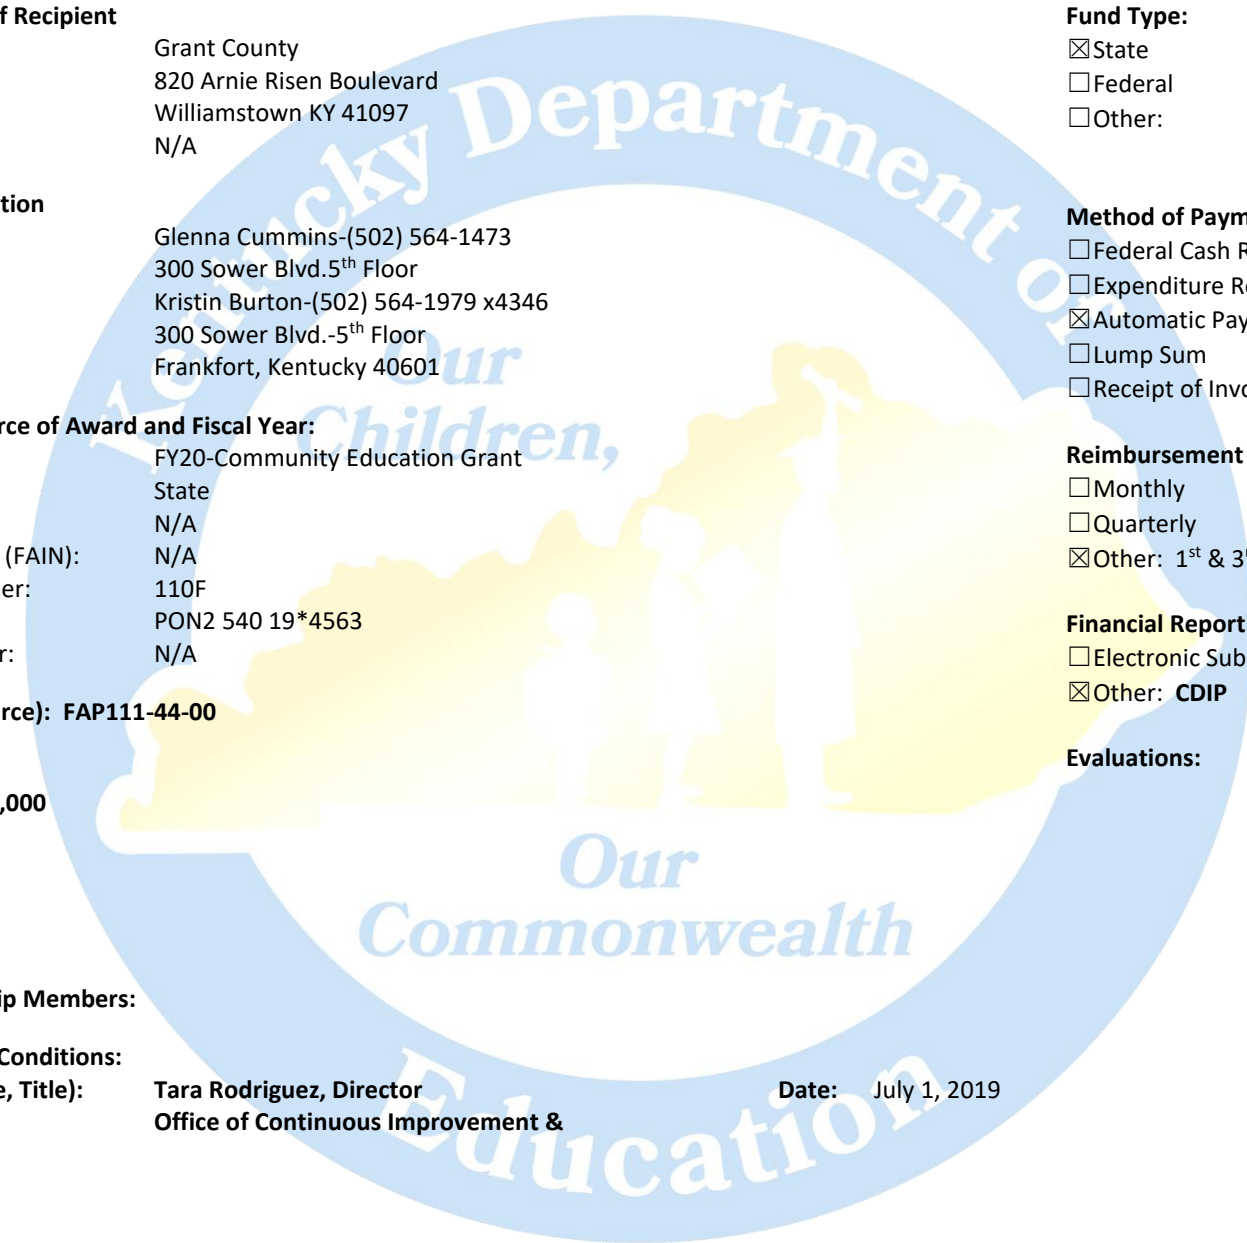 f Recipient
Grant County
820 Arnie Risen Boulevard
Williamstown KY 41097
N/A
tion
Glenna Cummins-(502) 564-1473
300 Sower Blvd.5th Floor
Kristin Burton-(502) 564-1979 x4346
300 Sower Blvd.-5th Floor
Frankfort, Kentucky 40601
rce of Award and Fiscal Year:
FY20-Community Education Grant
State
N/A
(FAIN): N/A
er: 110F
PON2 540 19*4563
r: N/A
rce): FAP111-44-00
,000
ip Members:
Conditions:
e, Title): Tara Rodriguez, Director Date: July 1, 2019
Office of Continuous Improvement &
Fund Type:
☒State
☐Federal
☐Other:
Method of Paym
☐Federal Cash R
☐Expenditure Re
☒Automatic Pay
☐Lump Sum
☐Receipt of Invo
Reimbursement
☐Monthly
☐Quarterly
☒Other: 1st & 3
Financial Report
☐Electronic Sub
☒Other: CDIP
Evaluations:
Kentucky Department of
Education
Our
Children,
Our
Commonwealth